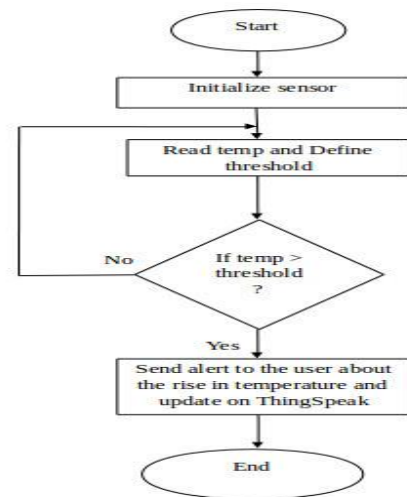 Start
Initialize sensor
Read temp and Define
threshold
If temp >
threshold
?
No
Yes
Send alert to the user about
the rise in temperature and
update on ThingSpeak
End